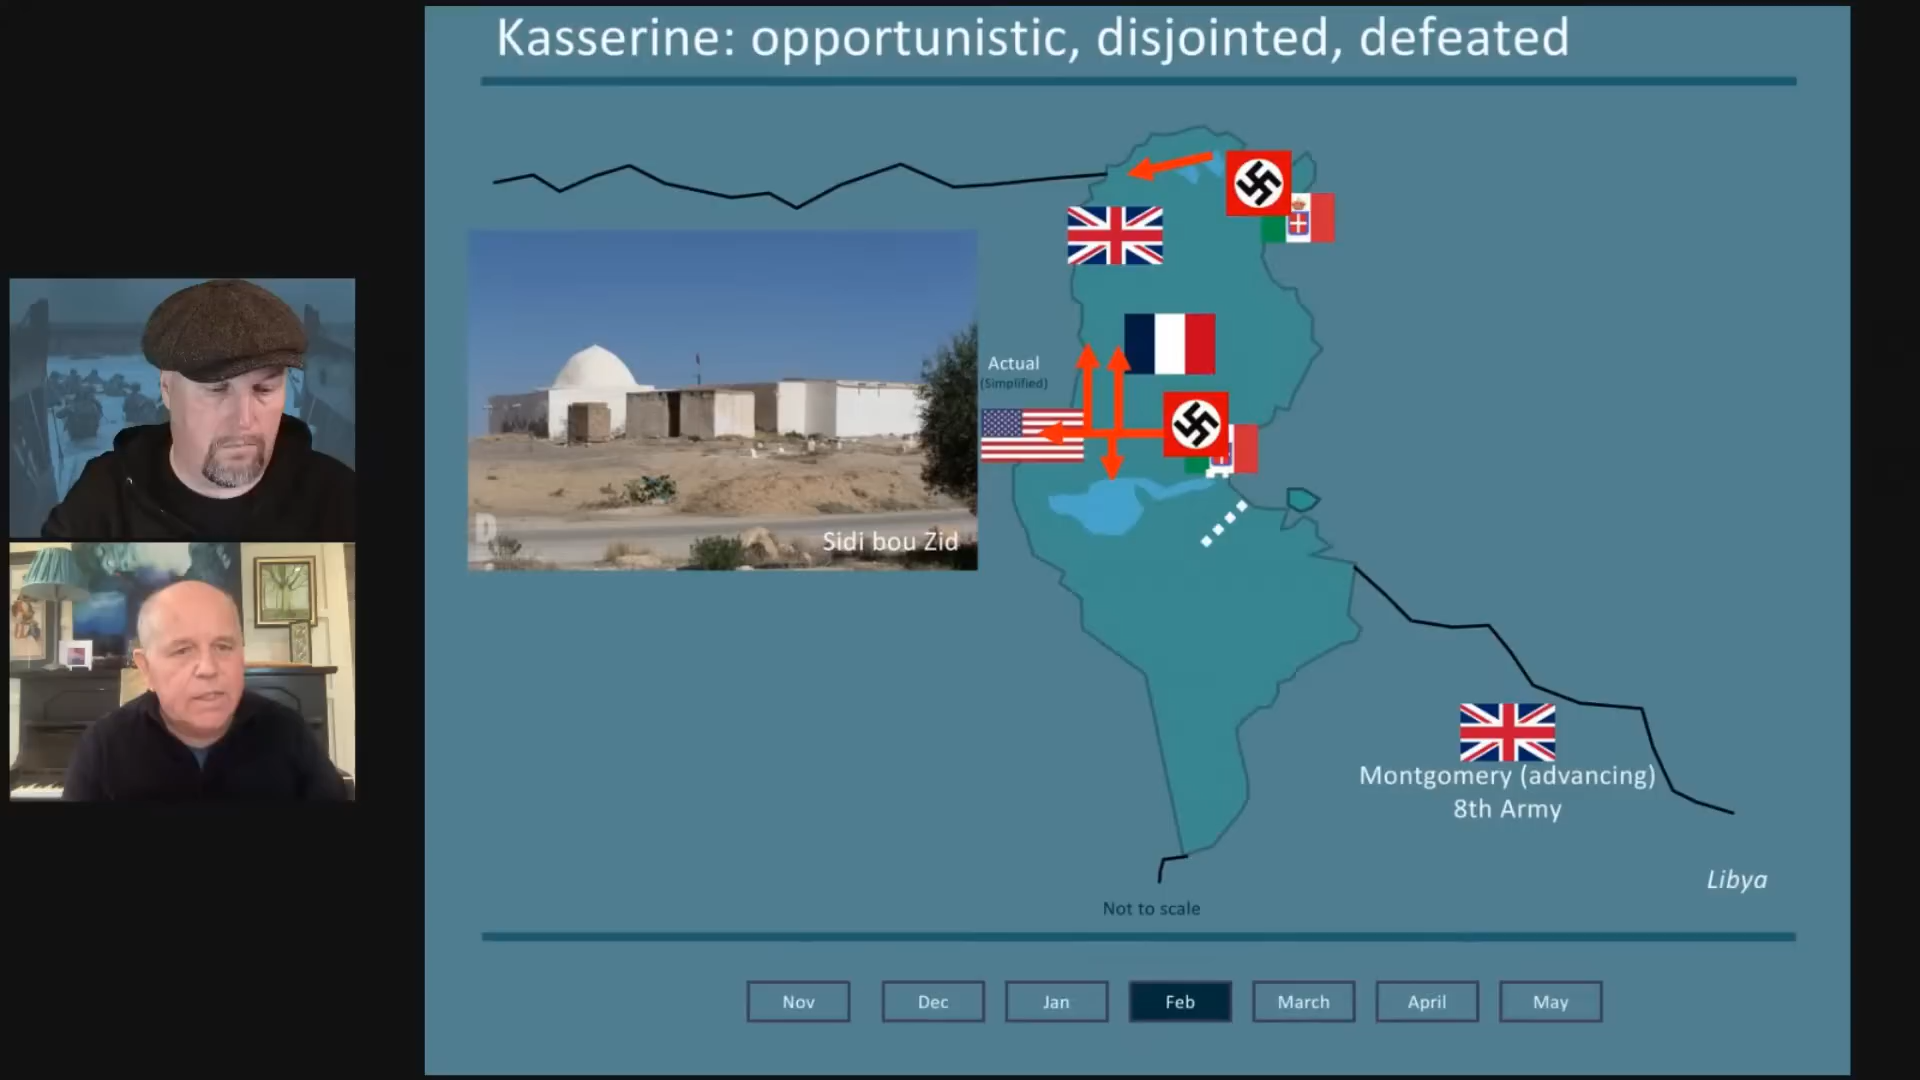 Kasserine: opportunistic, disjointed, defeated
Actual
(Simplified)
Sidi bou Zid
Montgomery (advancing)
8th Army
Libya
Not to scale
Nov
Dec
Jan
Feb
March
April
May